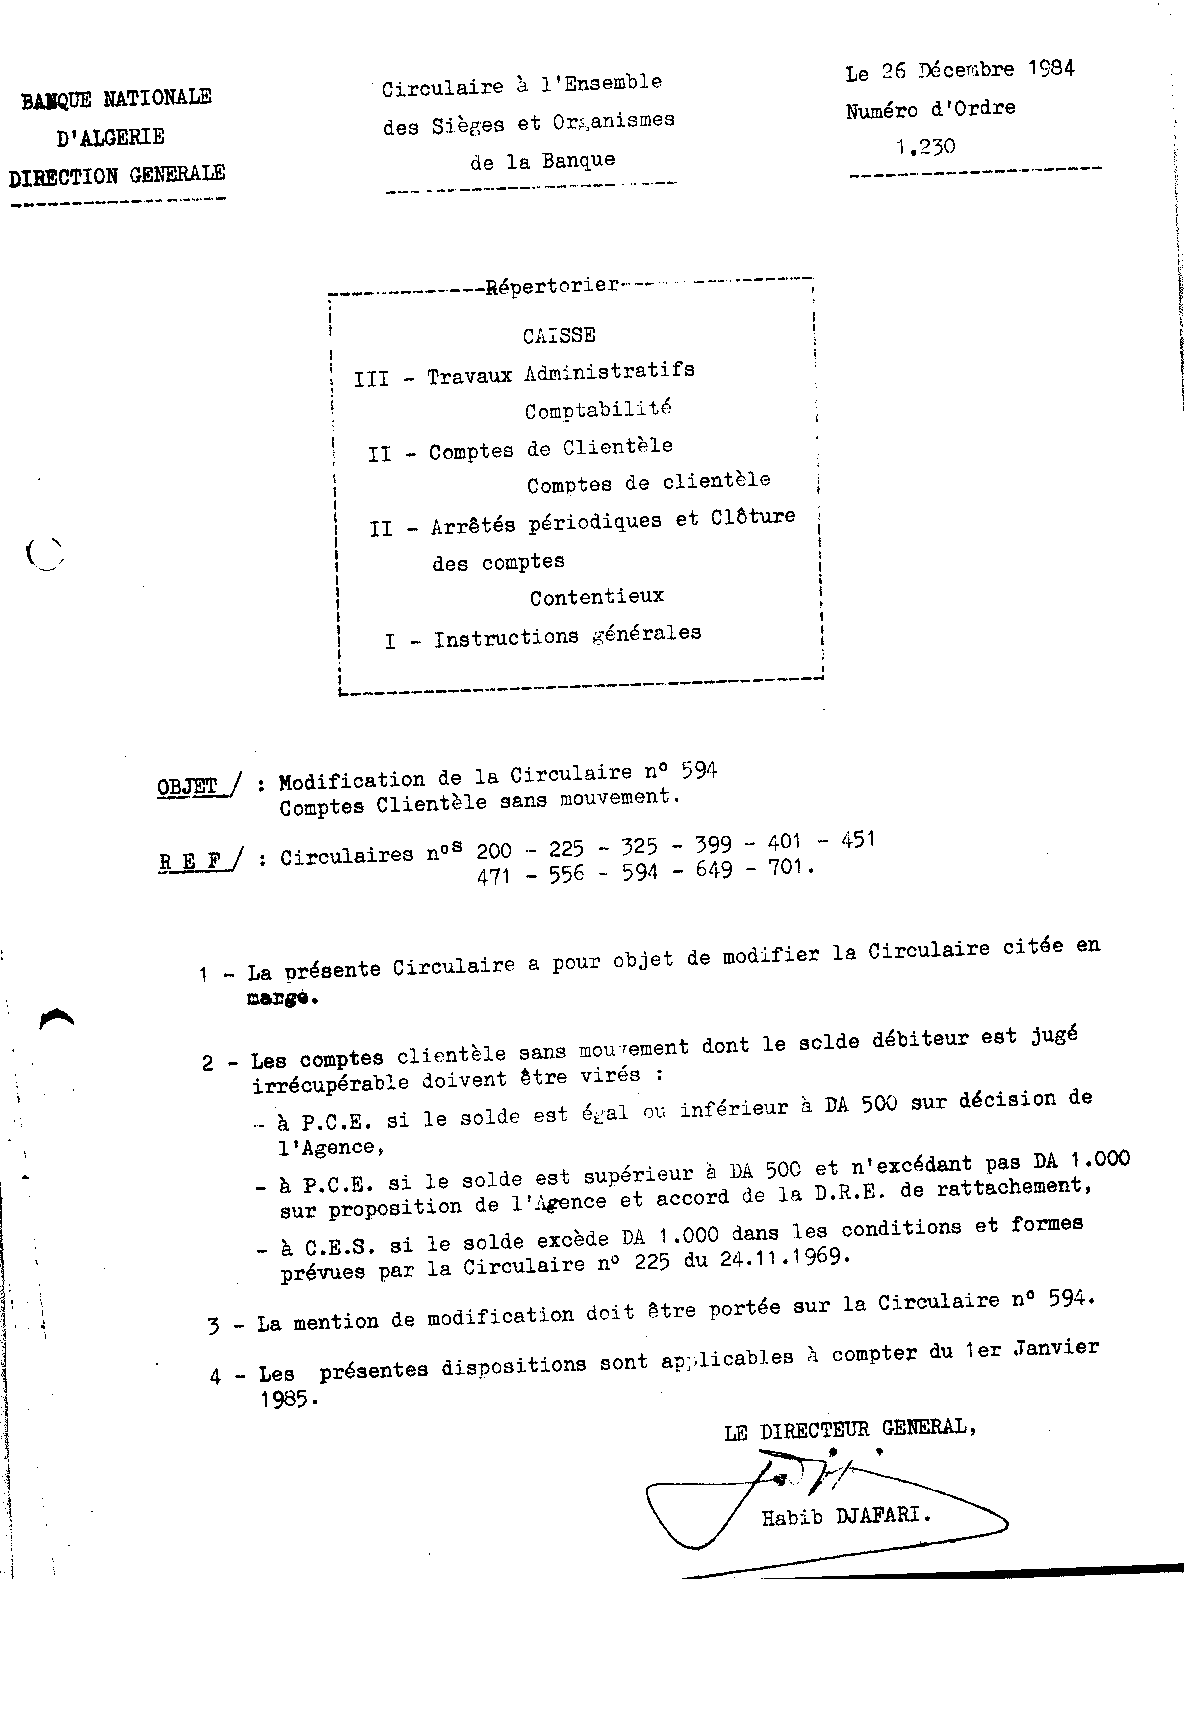 BANQUE NATIONALE
D'ALGERIE
DIRECTION GENERALE
Circulaire à l'Ensemble
des Sièges et Organismes
de la Banque
Le 26 Décembre 1984
Numéro d'Ordre
1.230
Répertorier
CAISSE
III - Travaux Administratifs
Comptabilité
II - Comptes de Clientèle
Comptes de clientèle
II - Arrêtés périodiques et Clôture
des comptes
Contentieux
I - Instructions générales
OBJET / : Modification de la Circulaire n° 594
Comptes Clientèle sans mouvement.
R E F / : Circulaires n°s 200 - 225 - 325 - 399 - 401 - 451
471 - 556 - 594 - 649 - 701.
1 - La présente Circulaire a pour objet de modifier la Circulaire citée en
marge.
2 - Les comptes clientèle sans mouvement dont le solde débiteur est jugé
irrécupérable doivent être virés :
- à P.C.E. si le solde est égal ou inférieur à DA 500 sur décision de
l'Agence,
- à P.C.E. si le solde est supérieur à DA 500 et n'excédant pas DA 1.000
sur proposition de l'Agence et accord de la D.R.E. de rattachement,
- à C.E.S. si le solde excède DA 1.000 dans les conditions et formes
prévues par la Circulaire n° 225 du 24.11.1969.
3 - La mention de modification doit être portée sur la Circulaire n° 594.
4 - Les présentes dispositions sont applicables à compter du 1er Janvier
1985.
LE DIRECTEUR GENERAL,
Habib DJAFARI.